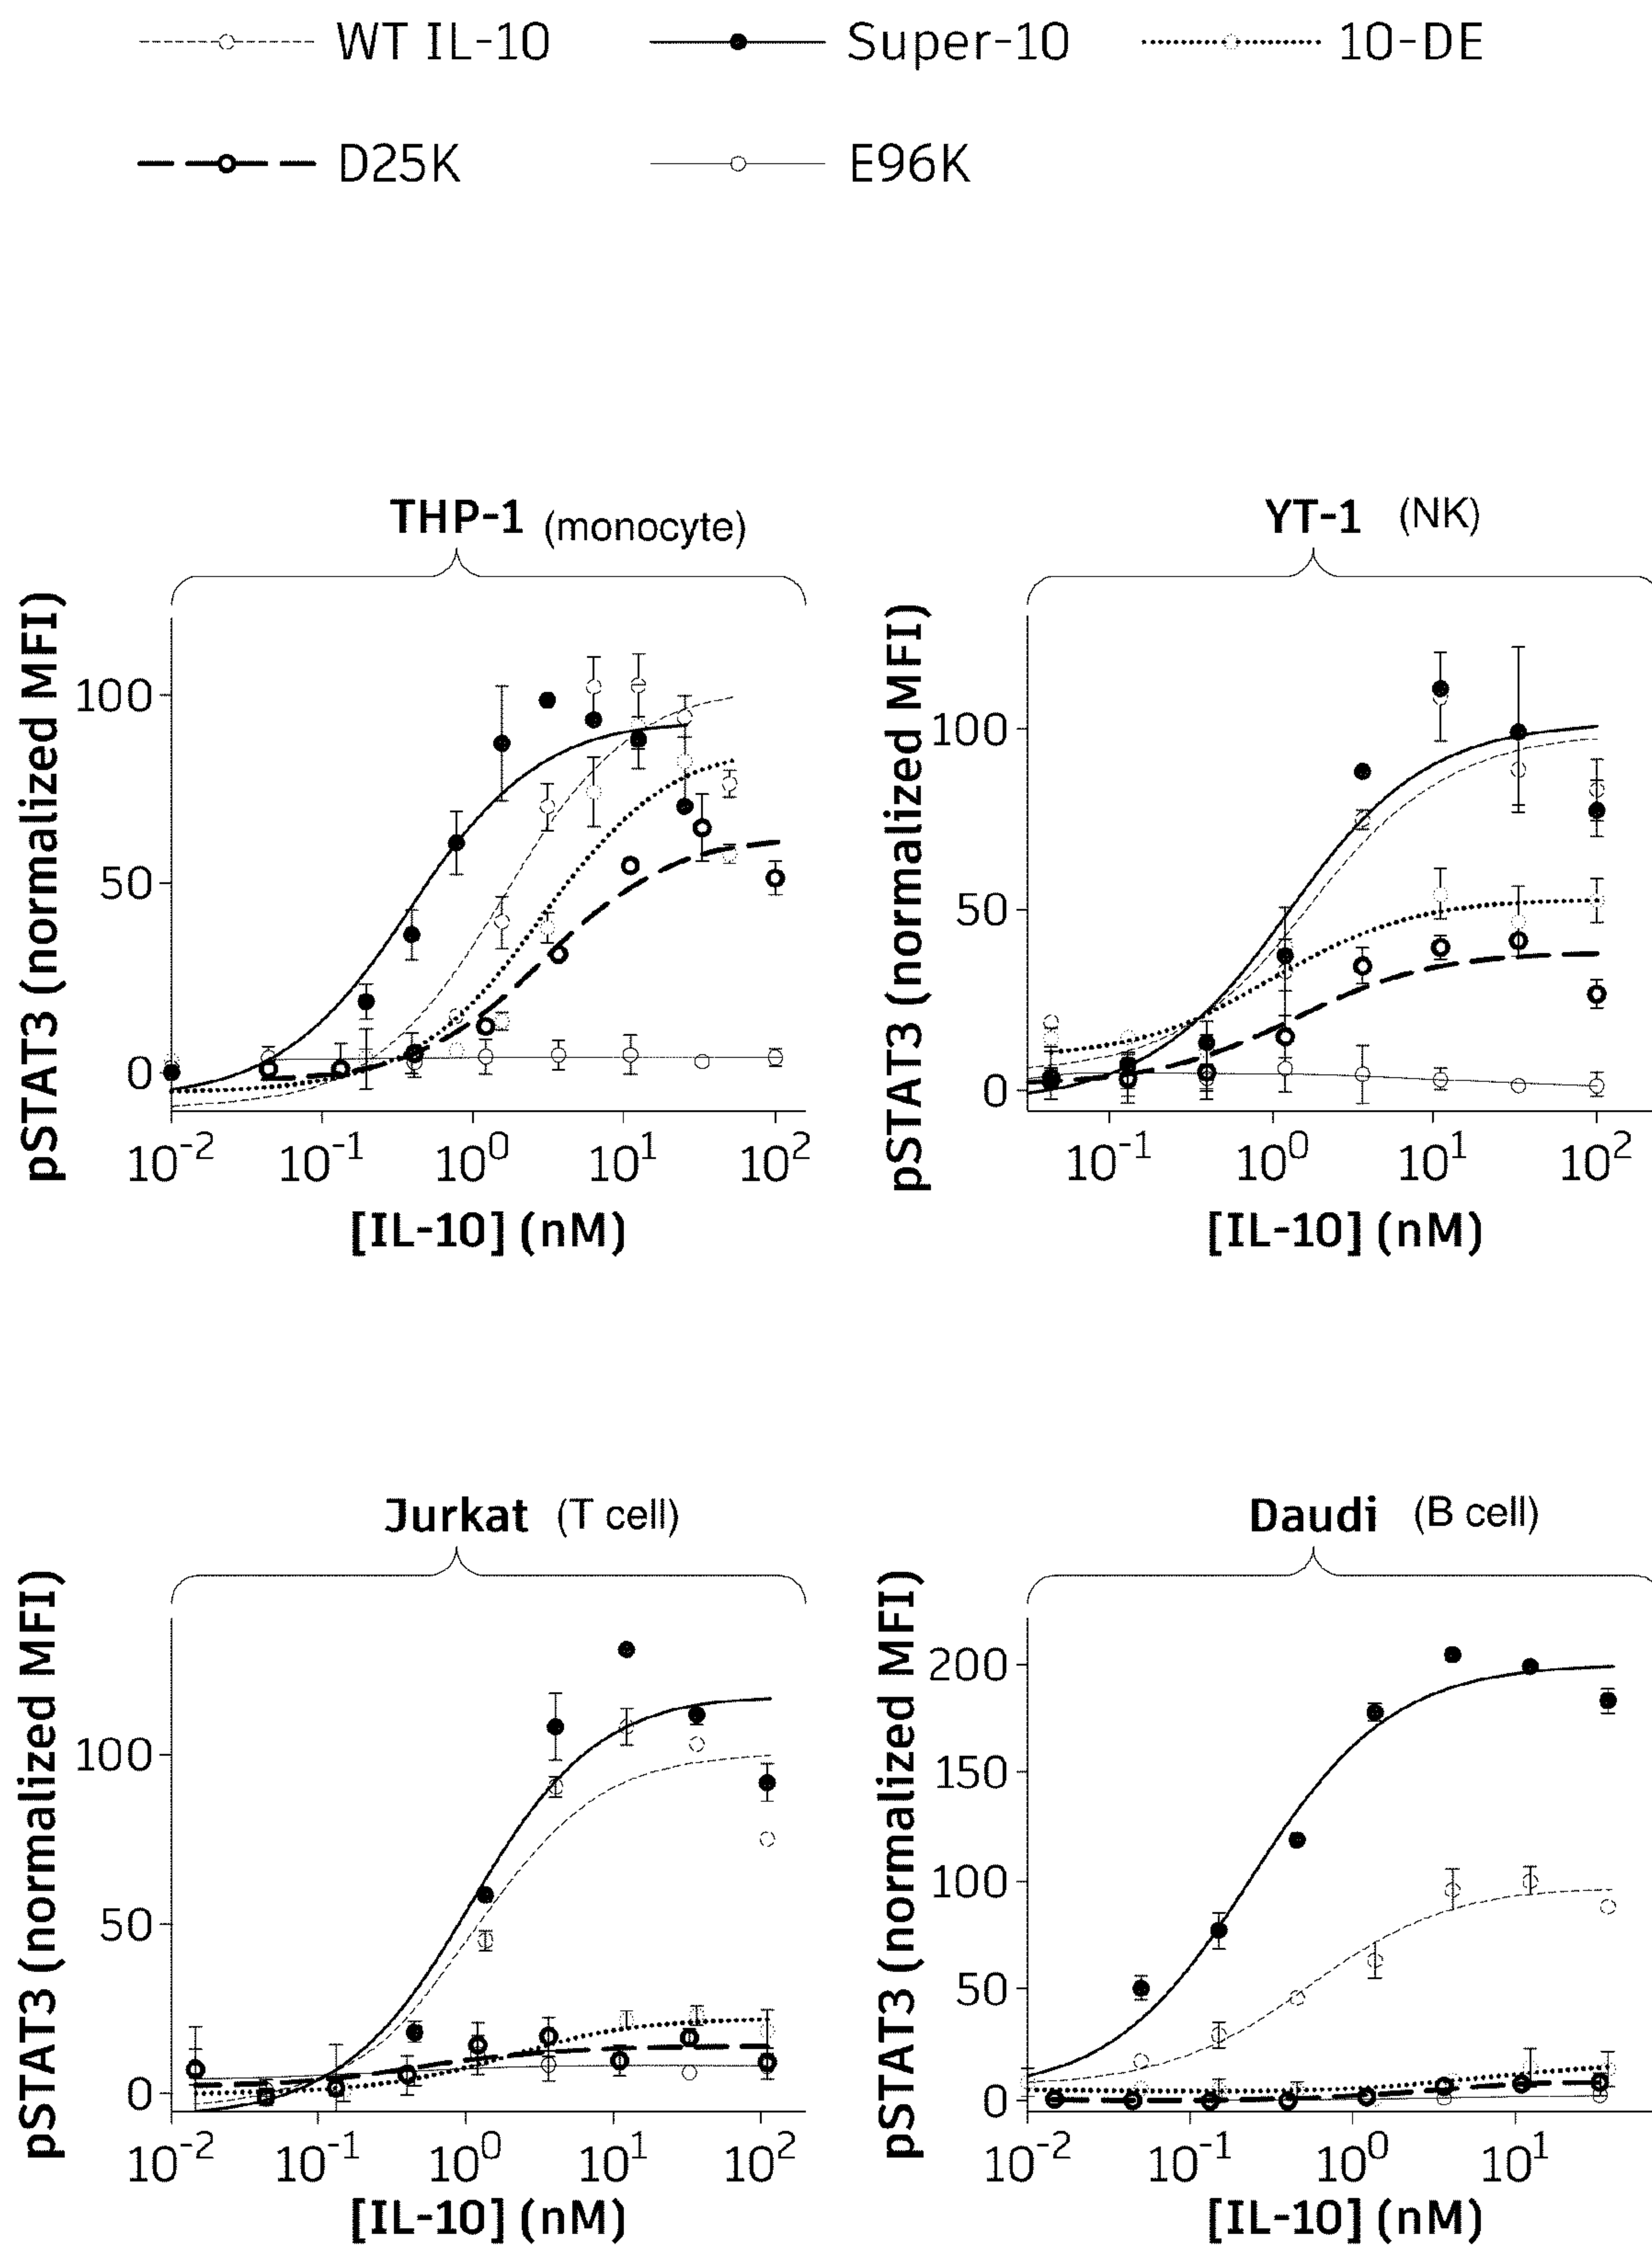 WT IL-10 Super-10 10-DE
D25K E96K
THP-1 (monocyte)
pSTAT3 (normalized MFI)
100
50
0
10⁻² 10⁻¹ 10⁰ 10¹ 10²
[IL-10] (nM)
YT-1 (NK)
pSTAT3 (normalized MFI)
100
50
0
10⁻¹ 10⁰ 10¹ 10²
[IL-10] (nM)
Jurkat (T cell)
pSTAT3 (normalized MFI)
100
50
0
10⁻² 10⁻¹ 10⁰ 10¹ 10²
[IL-10] (nM)
Daudi (B cell)
pSTAT3 (normalized MFI)
200
150
100
50
0
10⁻² 10⁻¹ 10⁰ 10¹
[IL-10] (nM)